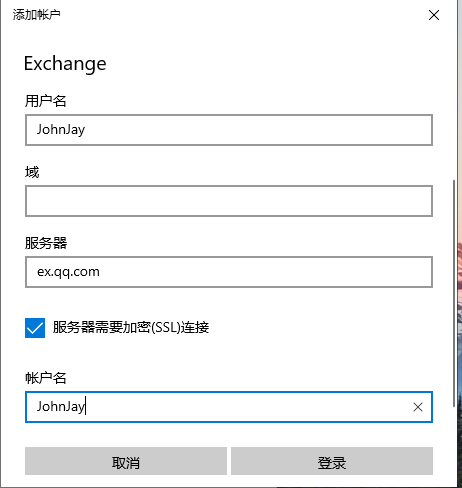 添加帐户
Exchange
用户名
JohnJay
域
服务器
ex.qq.com
服务器需要加密(SSL)连接
帐户名
JohnJay
取消
登录